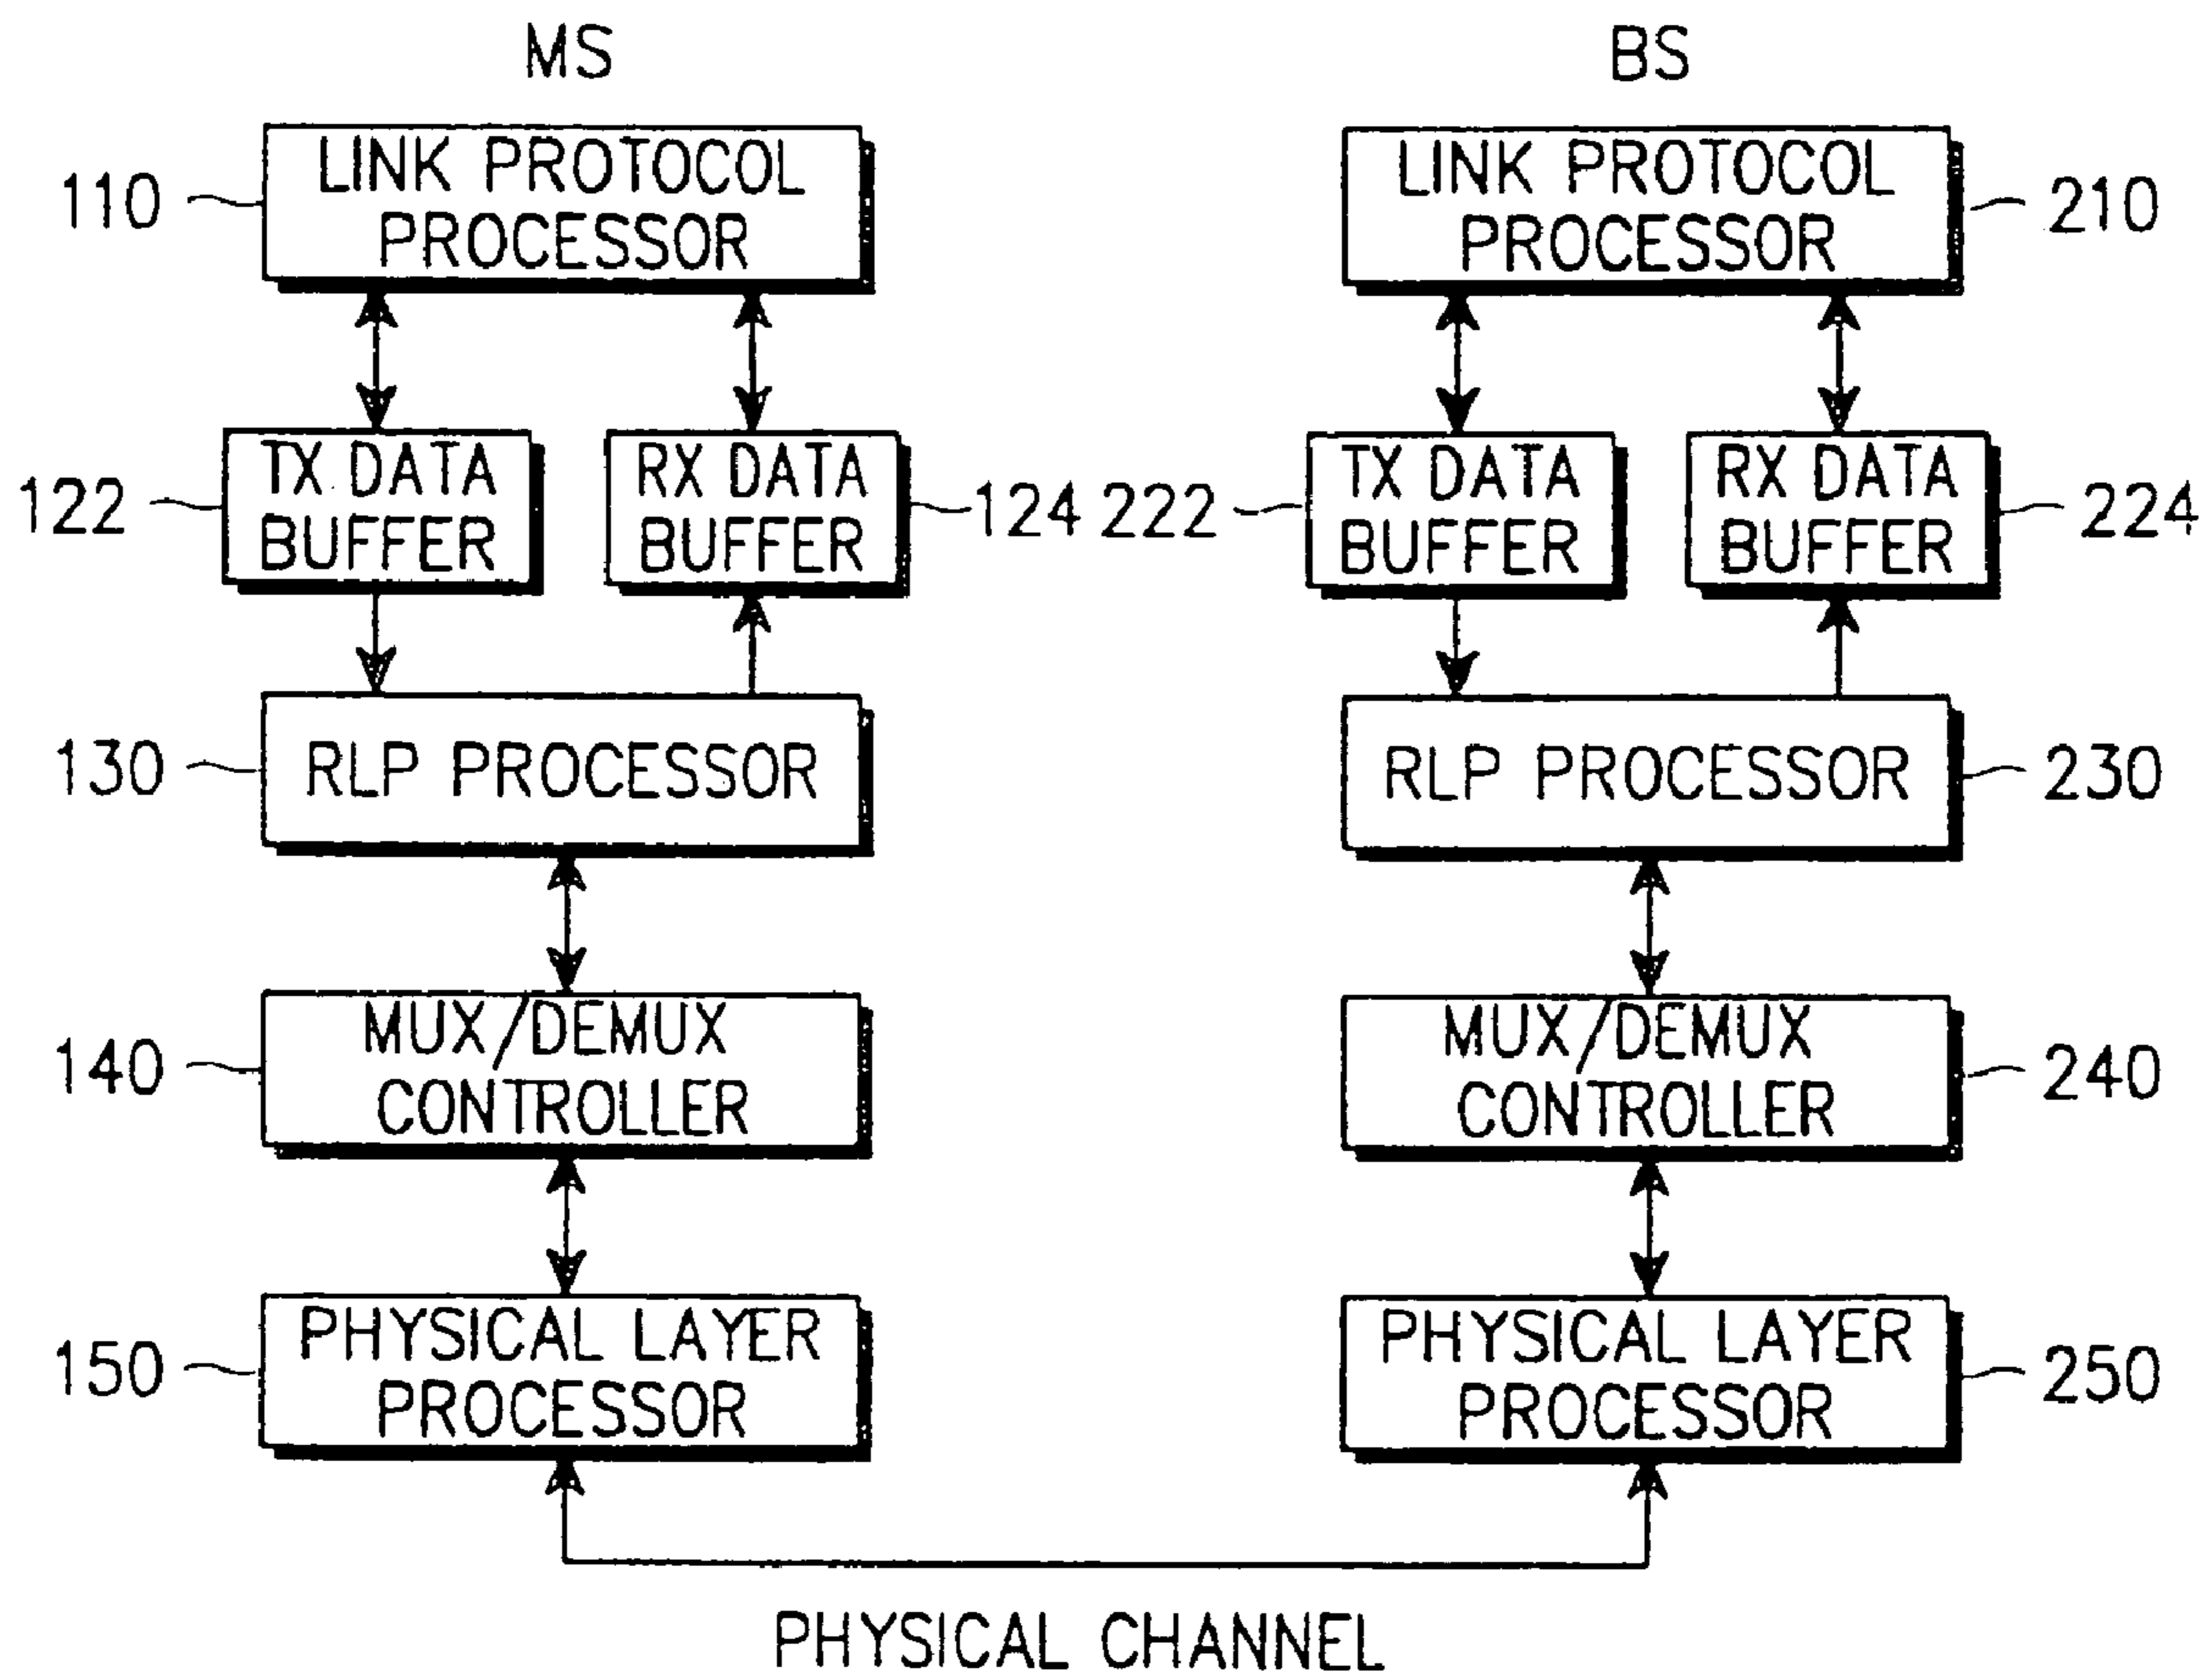 MS
BS
110
LINK PROTOCOL
PROCESSOR
LINK PROTOCOL
PROCESSOR
210
122
TX DATA
BUFFER
RX DATA
BUFFER
124
222
TX DATA
BUFFER
RX DATA
BUFFER
224
130
RLP PROCESSOR
RLP PROCESSOR
230
140
MUX/DEMUX
CONTROLLER
MUX/DEMUX
CONTROLLER
240
150
PHYSICAL LAYER
PROCESSOR
PHYSICAL LAYER
PROCESSOR
250
PHYSICAL CHANNEL